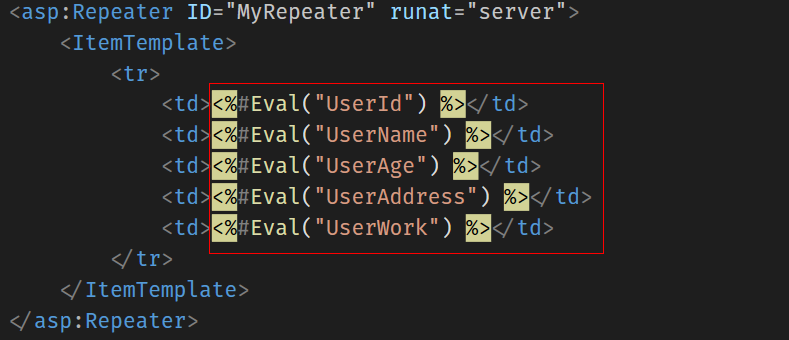 <asp:Repeater ID="MyRepeater" runat="server">
<ItemTemplate>
<tr>
<td><%#Eval("UserId") %></td>
<td><%#Eval("UserName") %></td>
<td><%#Eval("UserAge") %></td>
<td><%#Eval("UserAddress") %></td>
<td><%#Eval("UserWork") %></td>
</tr>
</ItemTemplate>
</asp:Repeater>